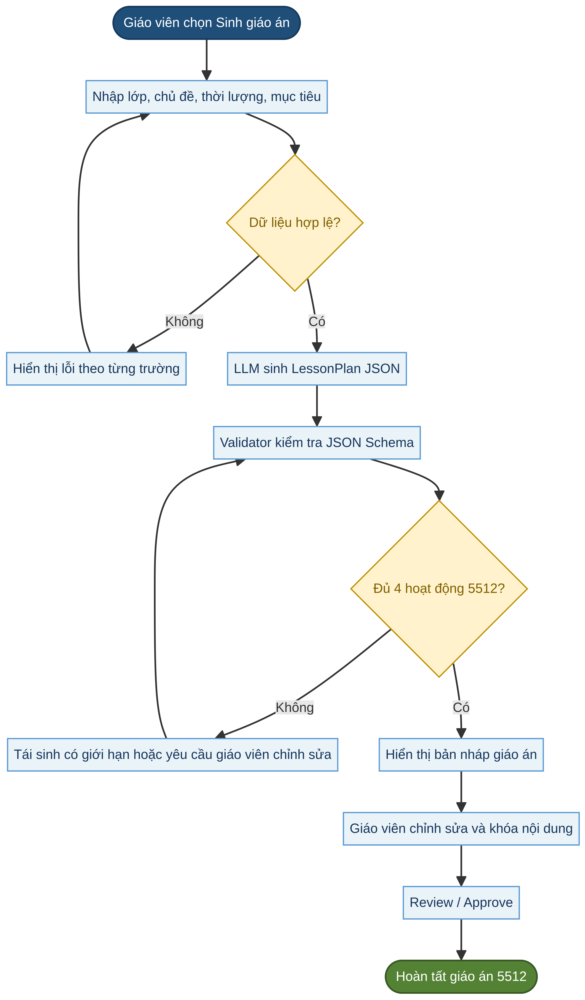 Giáo viên chọn Sinh giáo án
Nhập lớp, chủ đề, thời lượng, mục tiêu
Dữ liệu hợp lệ?
Không
Có
Hiển thị lỗi theo từng trường
LLM sinh LessonPlan JSON
Validator kiểm tra JSON Schema
Đủ 4 hoạt động 5512?
Không
Có
Tái sinh có giới hạn hoặc yêu cầu giáo viên chỉnh sửa
Hiển thị bản nháp giáo án
Giáo viên chỉnh sửa và khóa nội dung
Review / Approve
Hoàn tất giáo án 5512